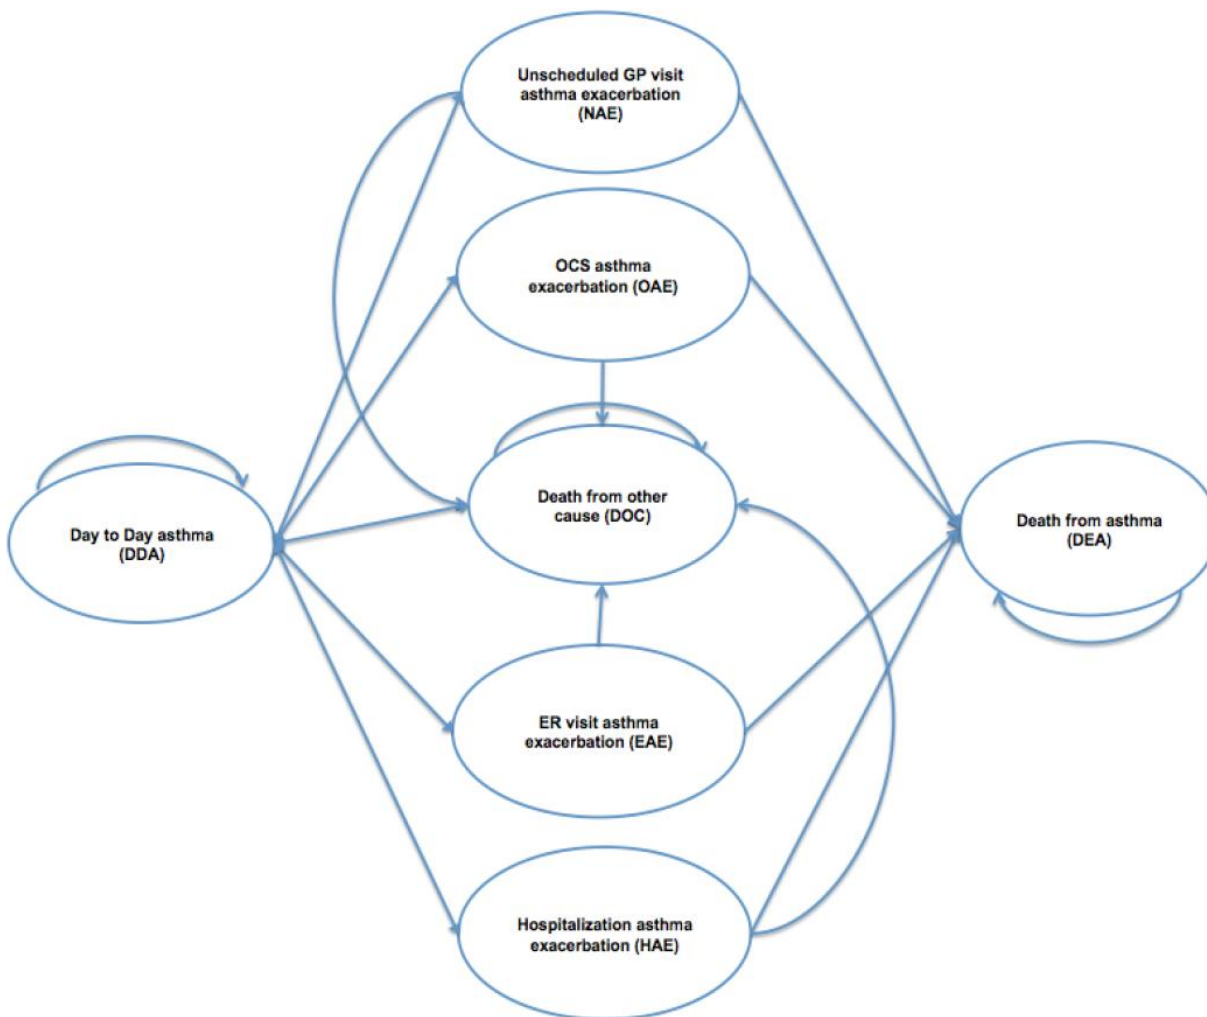 Unscheduled GP visit
asthma exacerbation
(NAE)
OCS asthma
exacerbation (OAE)
Death from other
cause (DOC)
Day to Day asthma
(DDA)
Death from asthma
(DEA)
ER visit asthma
exacerbation (EAE)
Hospitalization asthma
exacerbation (HAE)